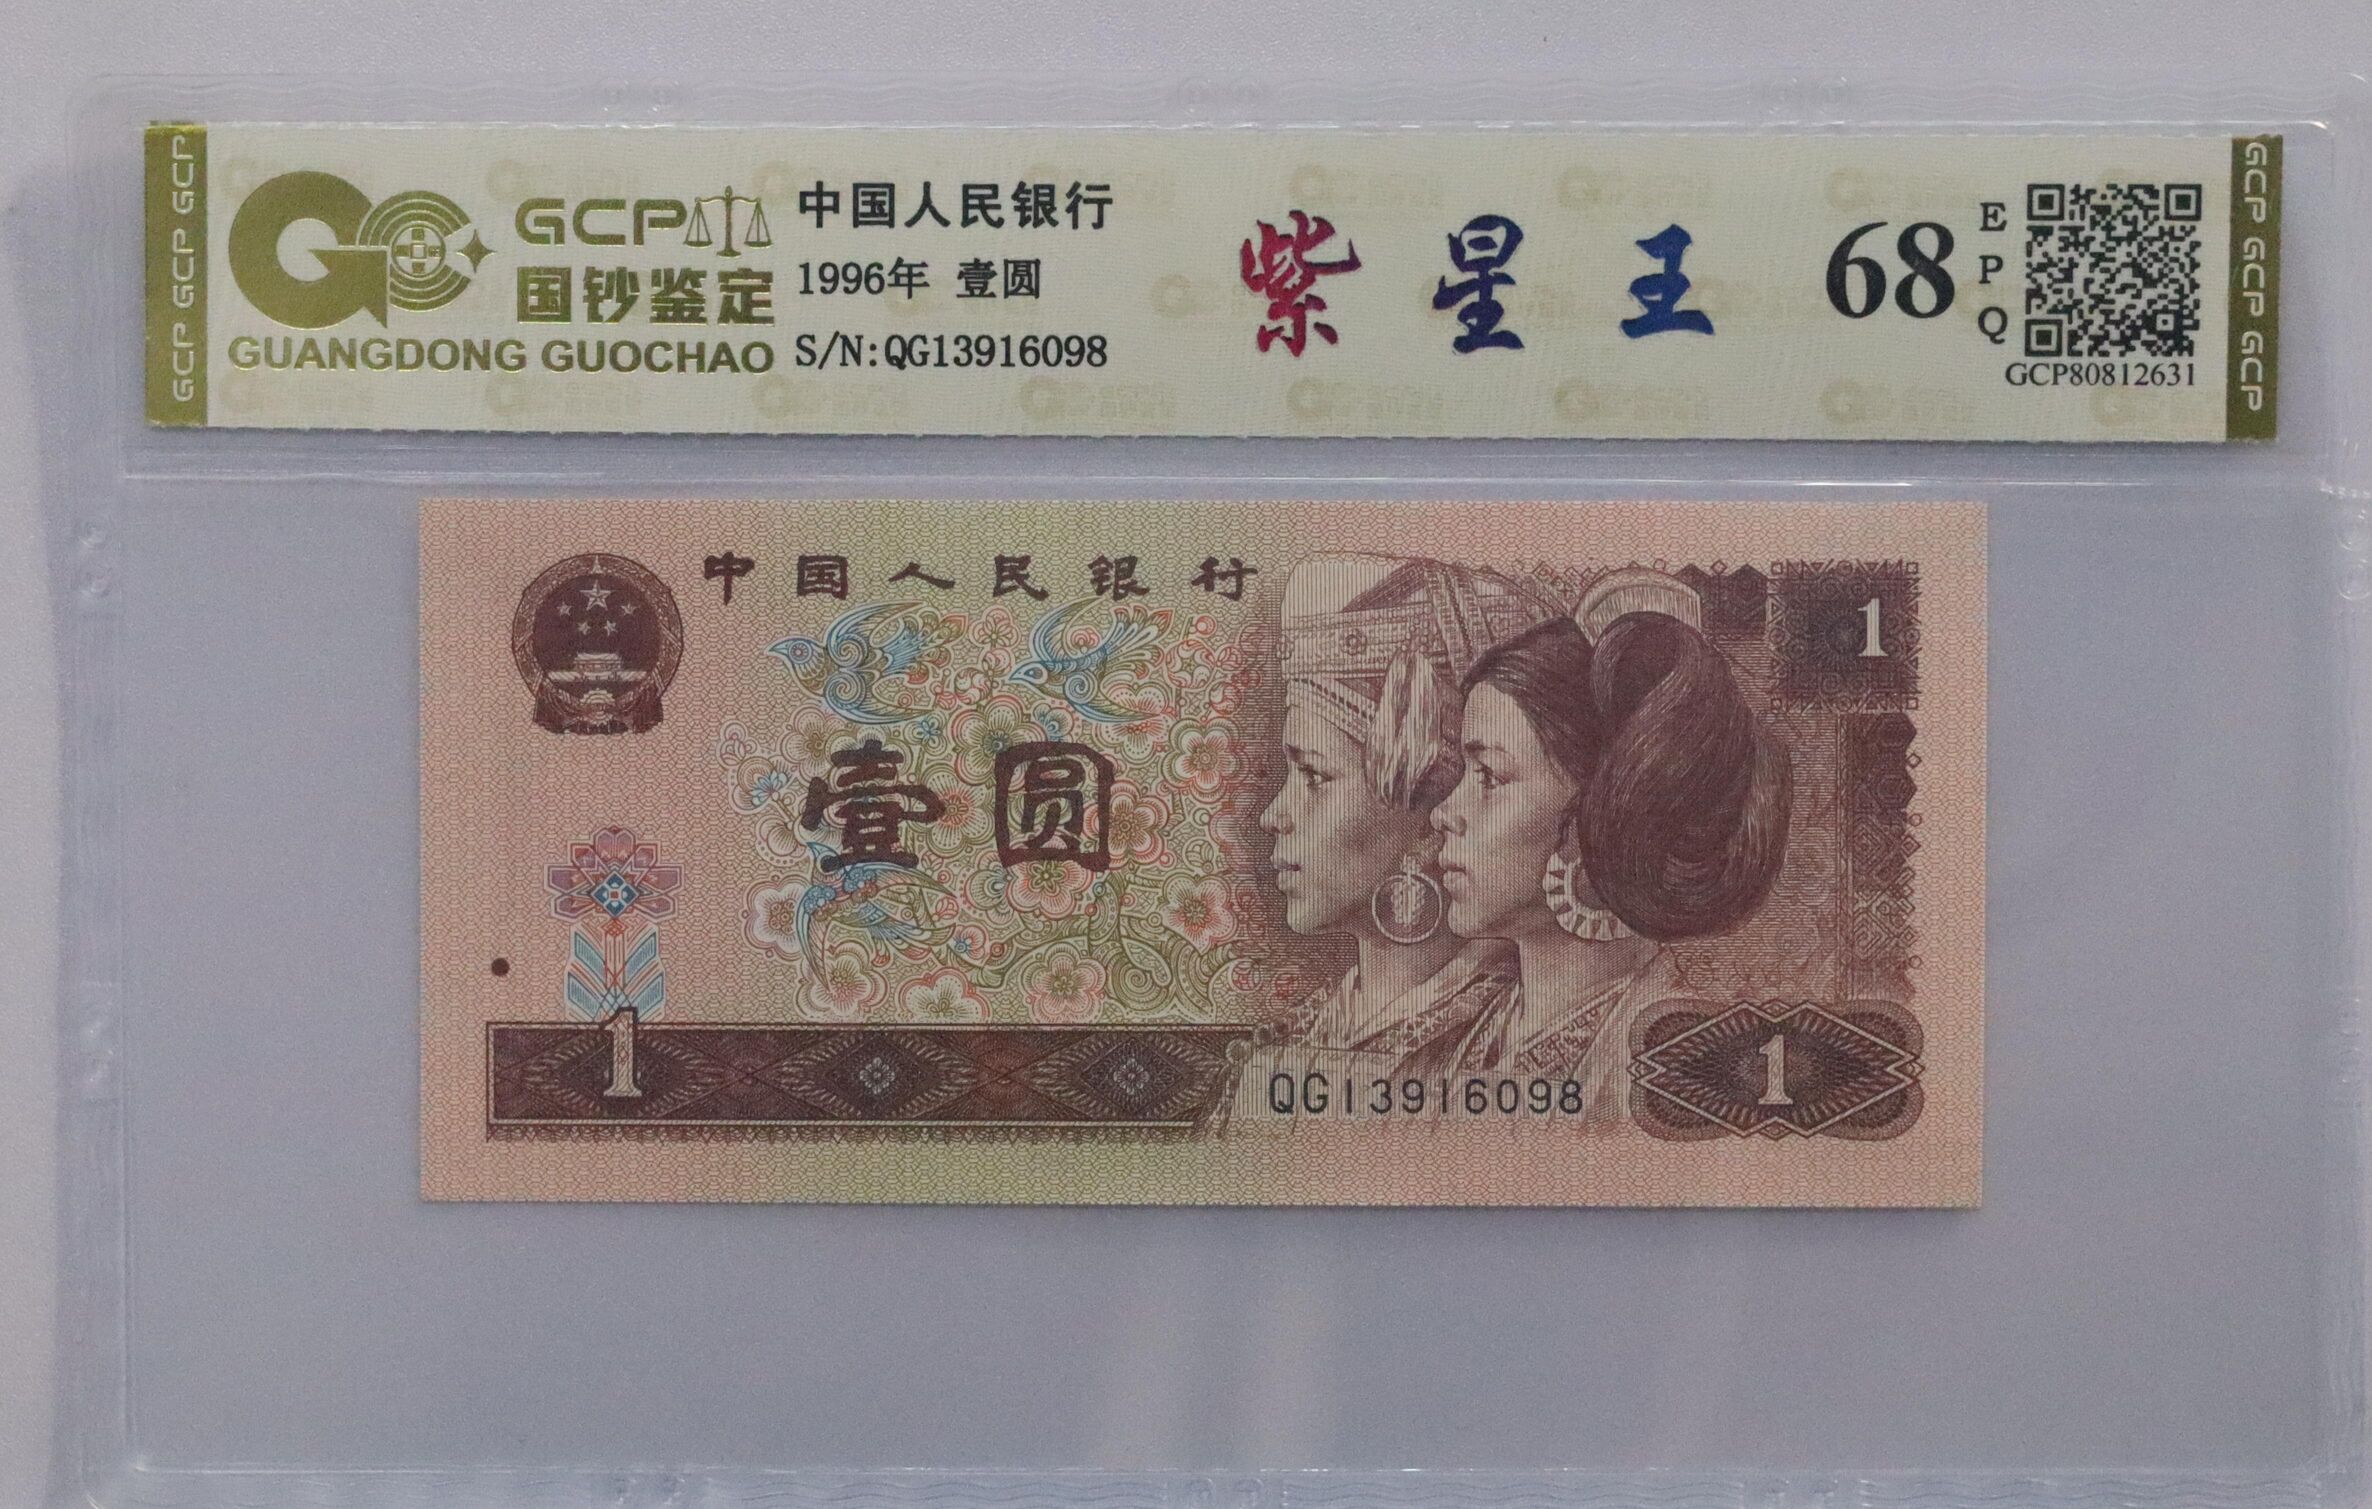 GCP GCP GCP
GCP
国钞鉴定
GUANGDONG GUOCHAO
中国人民银行
1996年 壹圆
S/N:QG13916098
紫星王
68
EPQ
GCP80812631
GCP GCP GCP
中国人民银行
1
壹圆
1
QG13916098
1